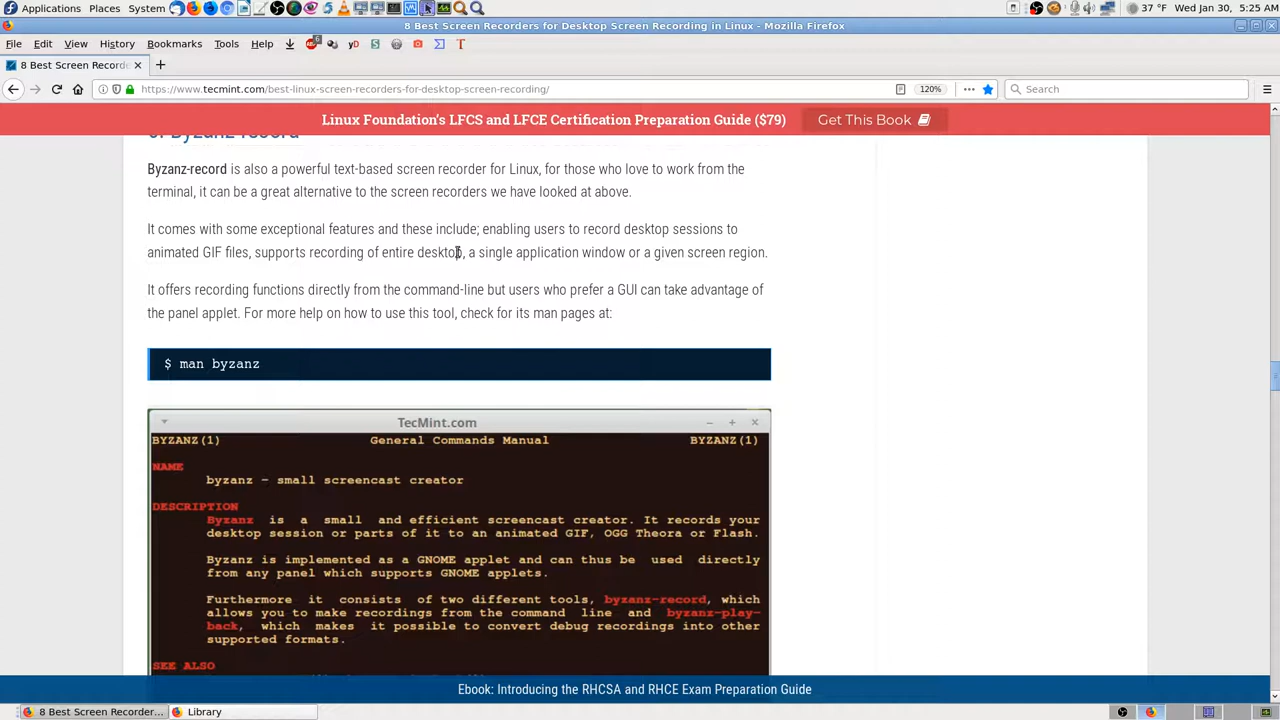 Applications Places System 37 °F Wed Jan 30, 5:25 AM
8 Best Screen Recorders for Desktop Screen Recording in Linux - Mozilla Firefox
File Edit View History Bookmarks Tools Help
8 Best Screen Recorde
https://www.tecmint.com/best-linux-screen-recorders-for-desktop-screen-recording/ 120% Search
Linux Foundation's LFCS and LFCE Certification Preparation Guide ($79) Get This Book
Byzanz-record
Byzanz-record is also a powerful text-based screen recorder for Linux, for those who love to work from the
terminal, it can be a great alternative to the screen recorders we have looked at above.
It comes with some exceptional features and these include; enabling users to record desktop sessions to
animated GIF files, supports recording of entire desktop, a single application window or a given screen region.
It offers recording functions directly from the command-line but users who prefer a GUI can take advantage of
the panel applet. For more help on how to use this tool, check for its man pages at:
$ man byzanz
TecMint.com
BYZANZ(1) General Commands Manual BYZANZ(1)
NAME
byzanz - small screencast creator
DESCRIPTION
Byzanz is a small and efficient screencast creator. It records your
desktop session or parts of it to an animated GIF, OGG Theora or Flash.
Byzanz is implemented as a GNOME applet and can thus be used directly
from any panel which supports GNOME applets.
Furthermore it consists of two different tools, byzanz-record, which
allows you to make recordings from the command line and byzanz-play-
back, which makes it possible to convert debug recordings into other
supported formats.
SEE ALSO
Ebook: Introducing the RHCSA and RHCE Exam Preparation Guide
8 Best Screen Recorder... Library